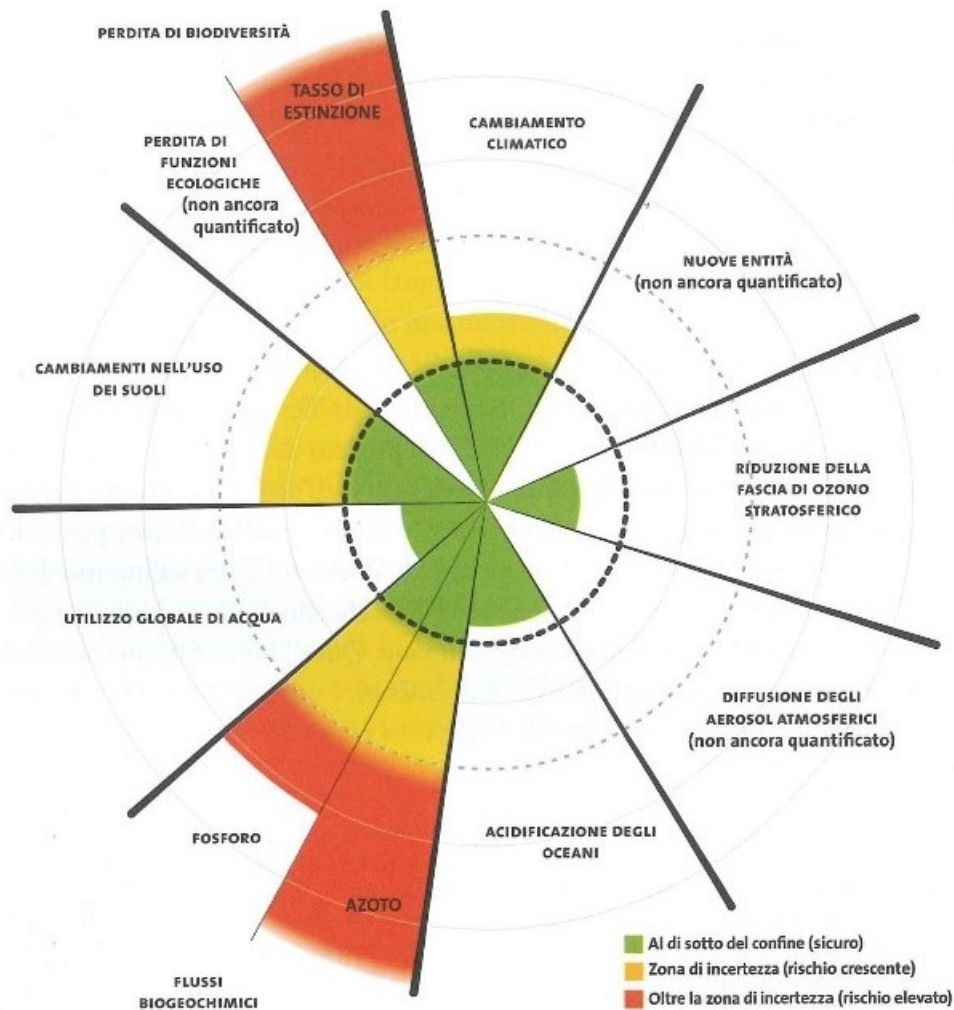 PERDITA DI BIODIVERSITÀ
TASSO DI
ESTINZIONE
PERDITA DI
FUNZIONI
ECOLOGICHE
(non ancora
quantificato)
CAMBIAMENTO
CLIMATICO
NUOVE ENTITÀ
(non ancora quantificato)
CAMBIAMENTI NELL'USO
DEI SUOLI
RIDUZIONE DELLA
FASCIA DI OZONO
STRATOSFERICO
UTILIZZO GLOBALE DI ACQUA
DIFFUSIONE DEGLI
AEROSOL ATMOSFERICI
(non ancora quantificato)
FOSFORO
ACIDIFICAZIONE DEGLI
OCEANI
AZOTO
FLUSSI
BIOGEOCHIMICI
Al di sotto del confine (sicuro)
Zona di incertezza (rischio crescente)
Oltre la zona di incertezza (rischio elevato)